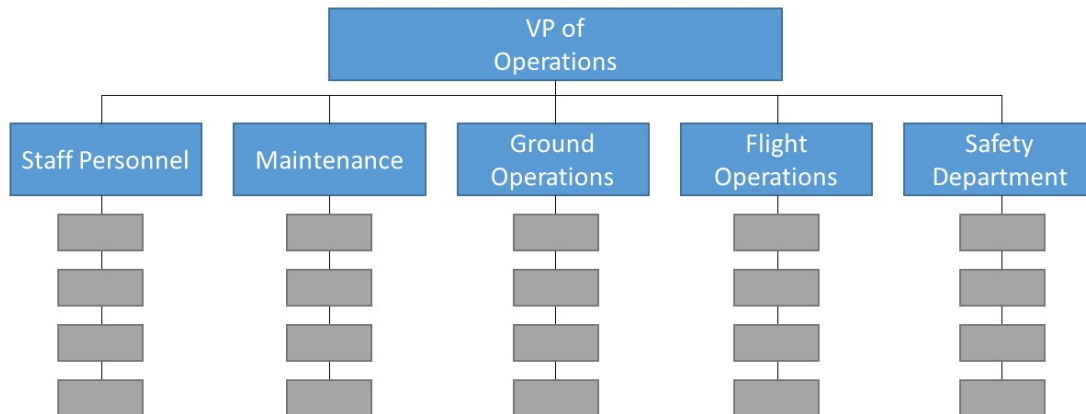 VP of
Operations
Staff Personnel
Maintenance
Ground
Operations
Flight
Operations
Safety
Department